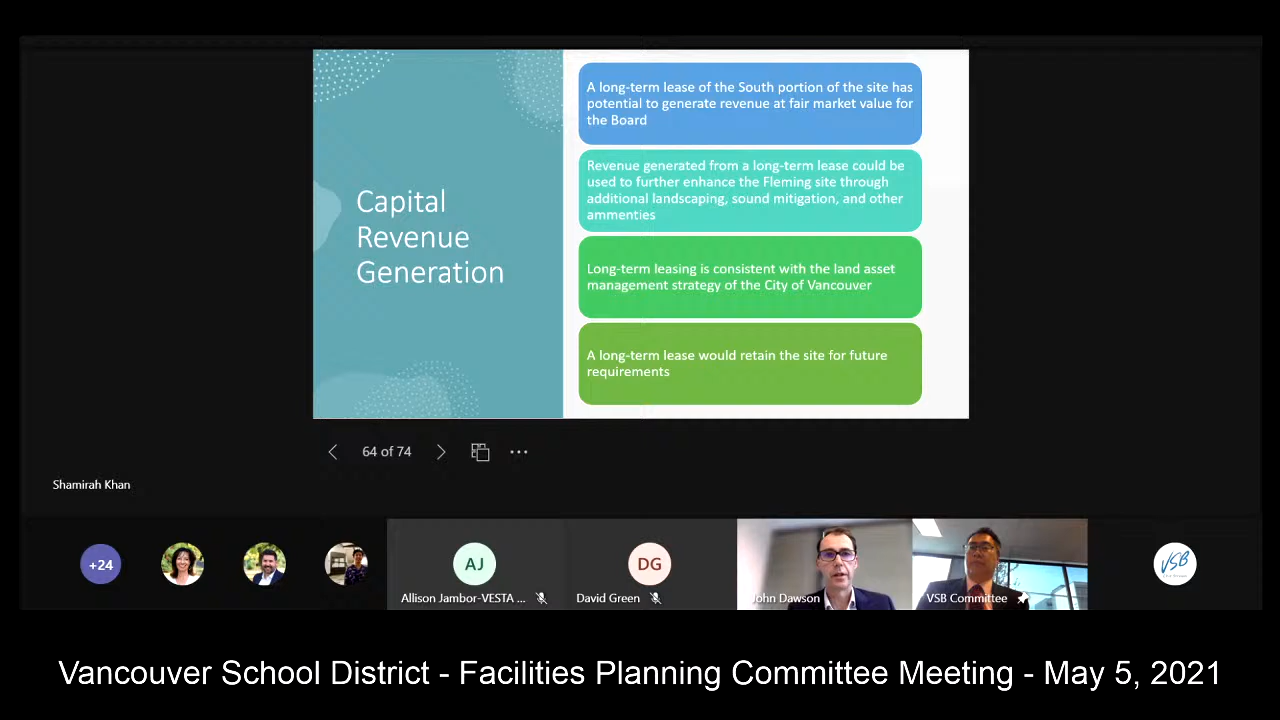 Capital
Revenue
Generation
A long-term lease of the South portion of the site has
potential to generate revenue at fair market value for
the Board
Revenue generated from a long-term lease could be
used to further enhance the Fleming site through
additional landscaping, sound mitigation, and other
ammenties
Long-term leasing is consistent with the land asset
management strategy of the City of Vancouver
A long-term lease would retain the site for future
requirements
64 of 74
Shamirah Khan
+24
AJ
Allison Jambor-VESTA ...
DG
David Green
John Dawson
VSB Committee
VSB
Vancouver School District - Facilities Planning Committee Meeting - May 5, 2021